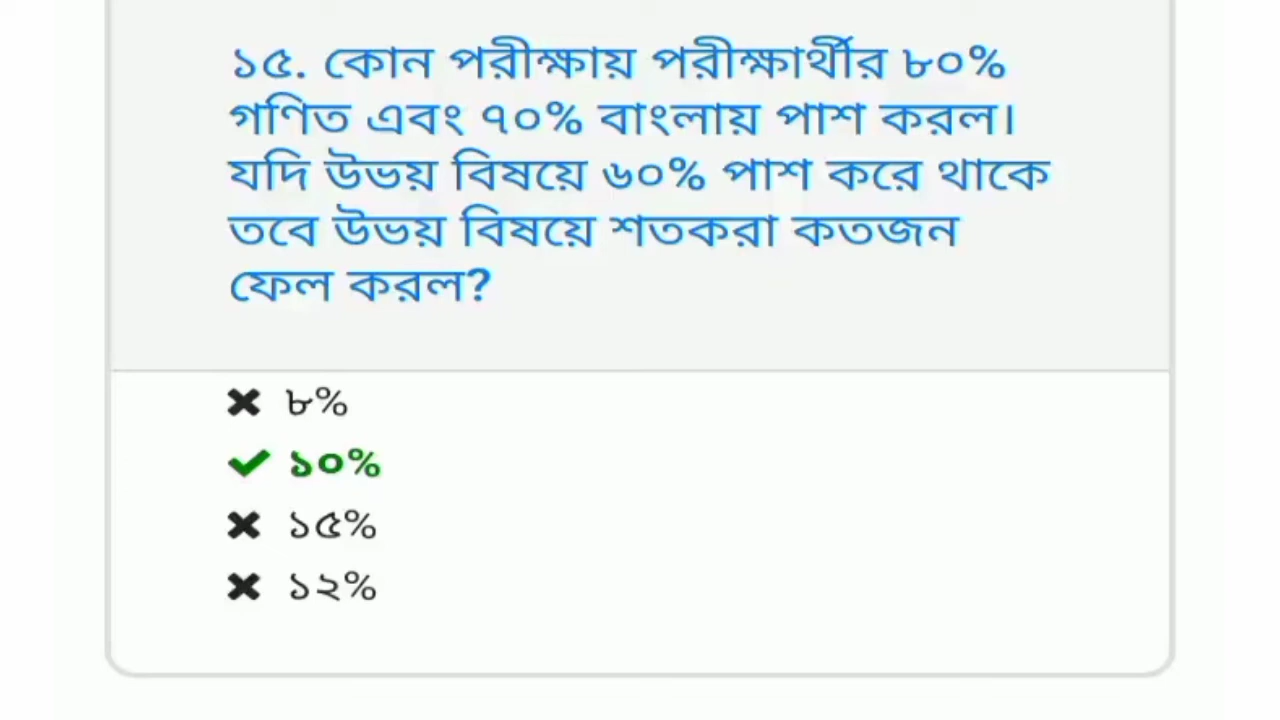 ১৫. কোন পরীক্ষায় পরীক্ষার্থীর ৮০%
গণিত এবং ৭০% বাংলায় পাশ করল।
যদি উভয় বিষয়ে ৬০% পাশ করে থাকে
তবে উভয় বিষয়ে শতকরা কতজন
ফেল করল?
✖ ৮%
✔ ১০%
✖ ১৫%
✖ ১২%